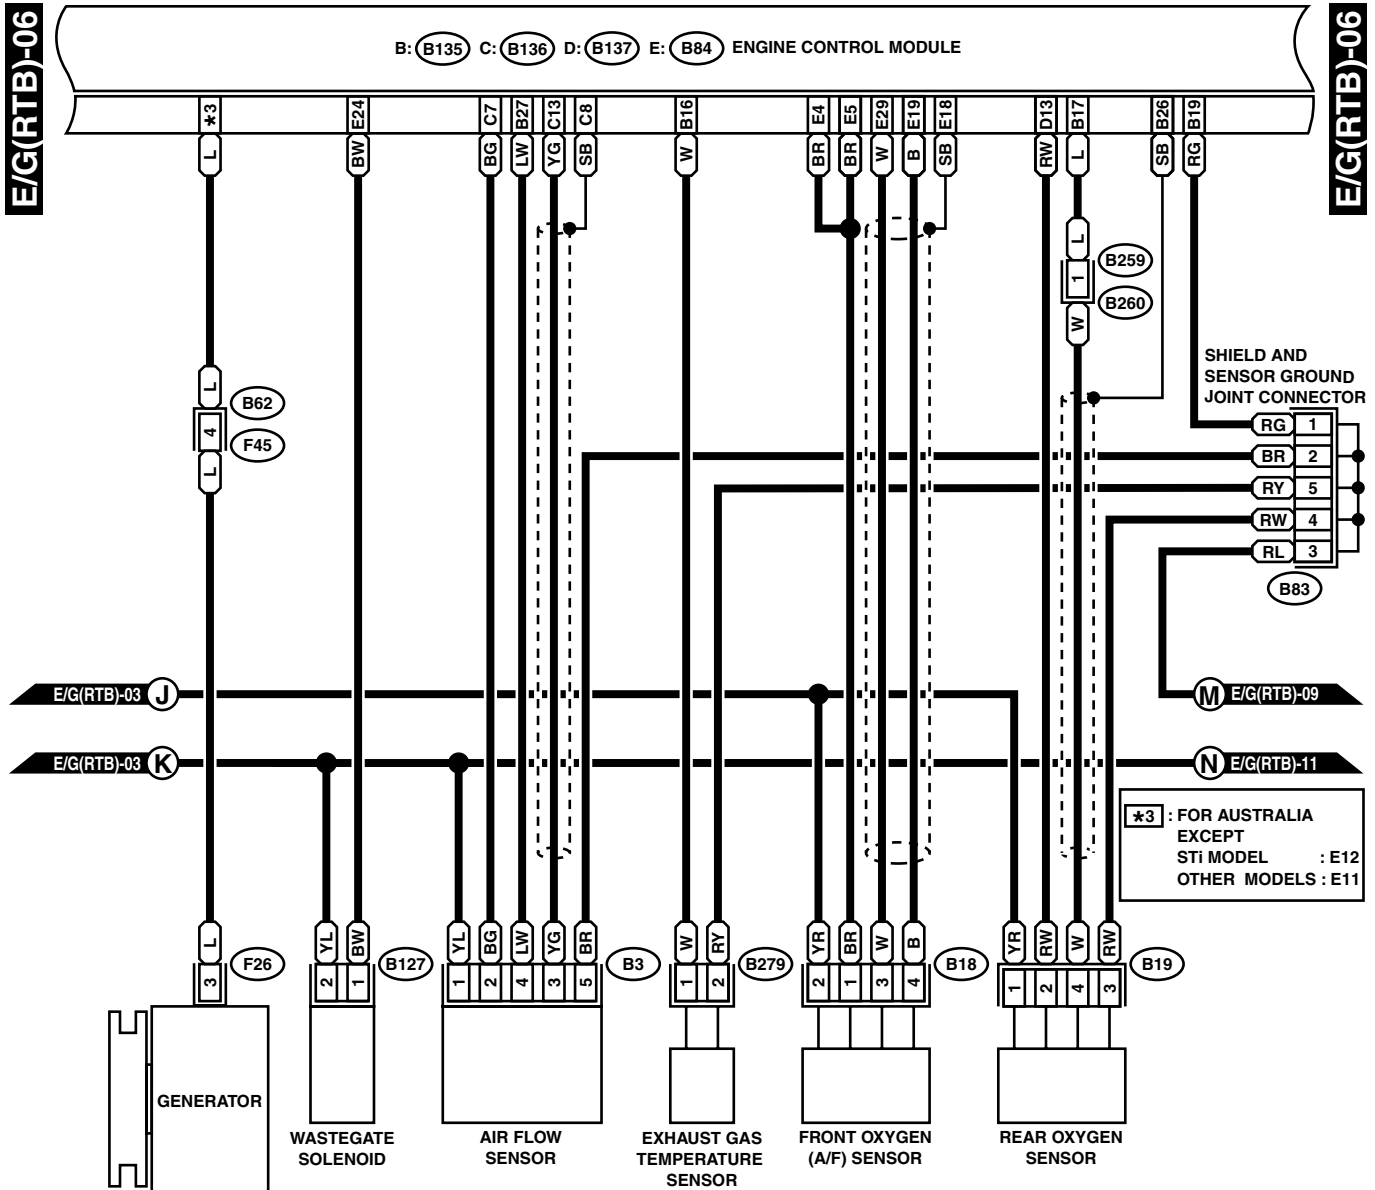 E/G(RTB)-06
E/G(RTB)-06
B: B135 C: B136 D: B137 E: B84 ENGINE CONTROL MODULE
*3 E24 C7 B27 C13 C8 B16 E4 E5 E29 E19 E18 D13 B17 B26 B19
L BW BG LW YG SB W BR BR W B SB RW L SB RG
L
1
W
B259
B260
L
4
L
B62
F45
SHIELD AND
SENSOR GROUND
JOINT CONNECTOR
RG 1
BR 2
RY 5
RW 4
RL 3
B83
E/G(RTB)-03 J
M E/G(RTB)-09
E/G(RTB)-03 K
N E/G(RTB)-11
*3 : FOR AUSTRALIA
EXCEPT
STi MODEL : E12
OTHER MODELS : E11
L YL BW YL BG LW YG BR W RY YR BR W B YR RW W RW
F26 B127 B3 B279 B18 B19
3 2 1 1 2 4 3 5 1 2 2 1 3 4 1 2 4 3
GENERATOR
WASTEGATE
SOLENOID
AIR FLOW
SENSOR
EXHAUST GAS
TEMPERATURE
SENSOR
FRONT OXYGEN
(A/F) SENSOR
REAR OXYGEN
SENSOR